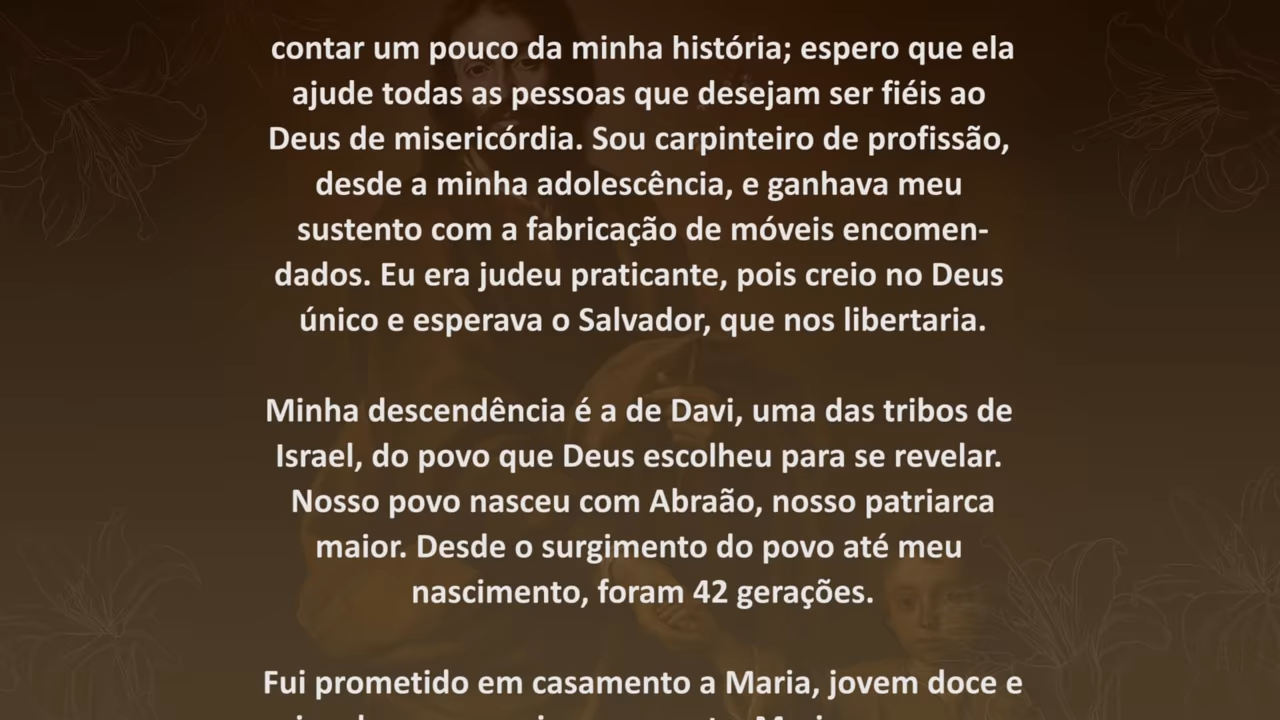 contar um pouco da minha história; espero que ela
ajude todas as pessoas que desejam ser fiéis ao
Deus de misericórdia. Sou carpinteiro de profissão,
desde a minha adolescência, e ganhava meu
sustento com a fabricação de móveis encomen-
dados. Eu era judeu praticante, pois creio no Deus
único e esperava o Salvador, que nos libertaria.
Minha descendência é a de Davi, uma das tribos de
Israel, do povo que Deus escolheu para se revelar.
Nosso povo nasceu com Abraão, nosso patriarca
maior. Desde o surgimento do povo até meu
nascimento, foram 42 gerações.
Fui prometido em casamento a Maria, jovem doce e